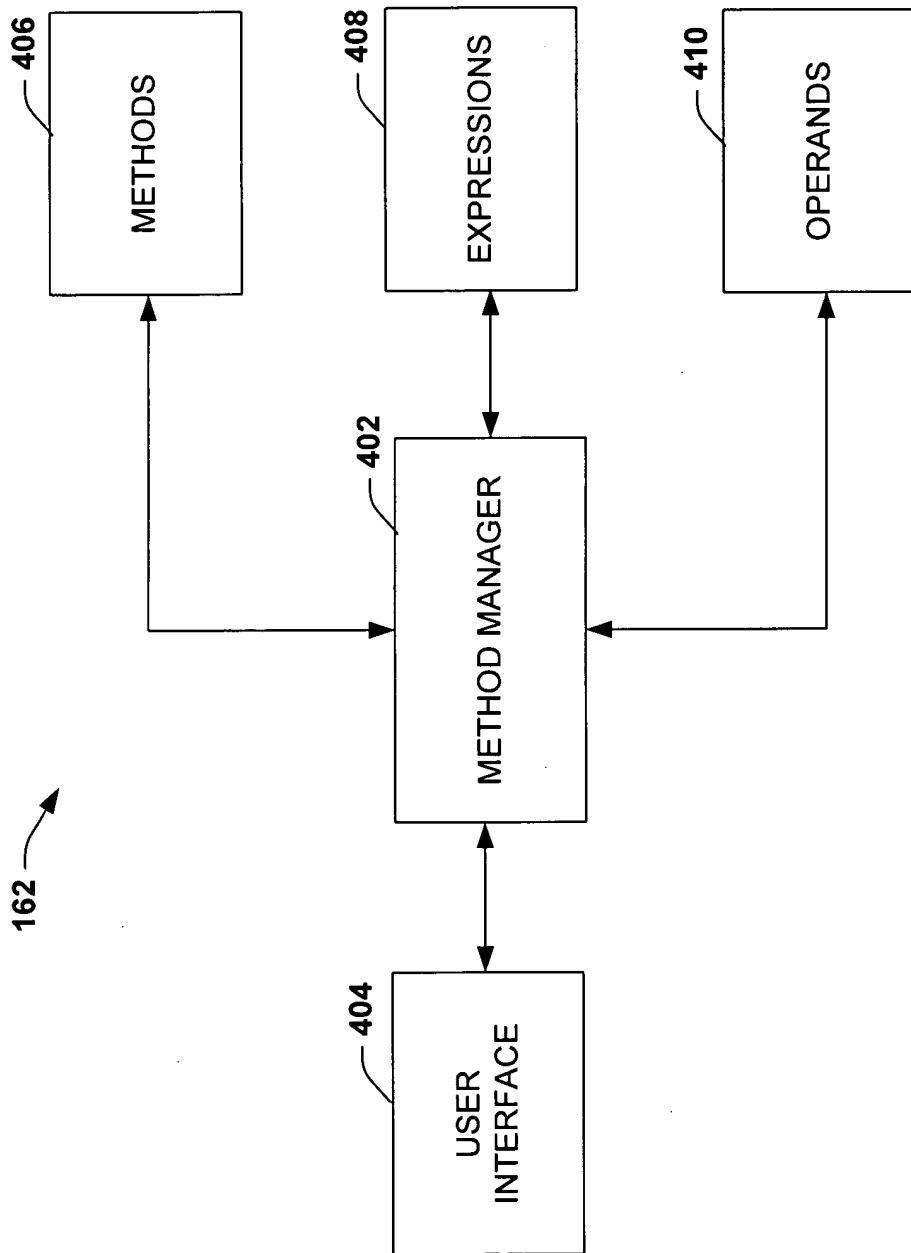 162
404
USER
INTERFACE
402
METHOD MANAGER
406
METHODS
408
EXPRESSIONS
410
OPERANDS